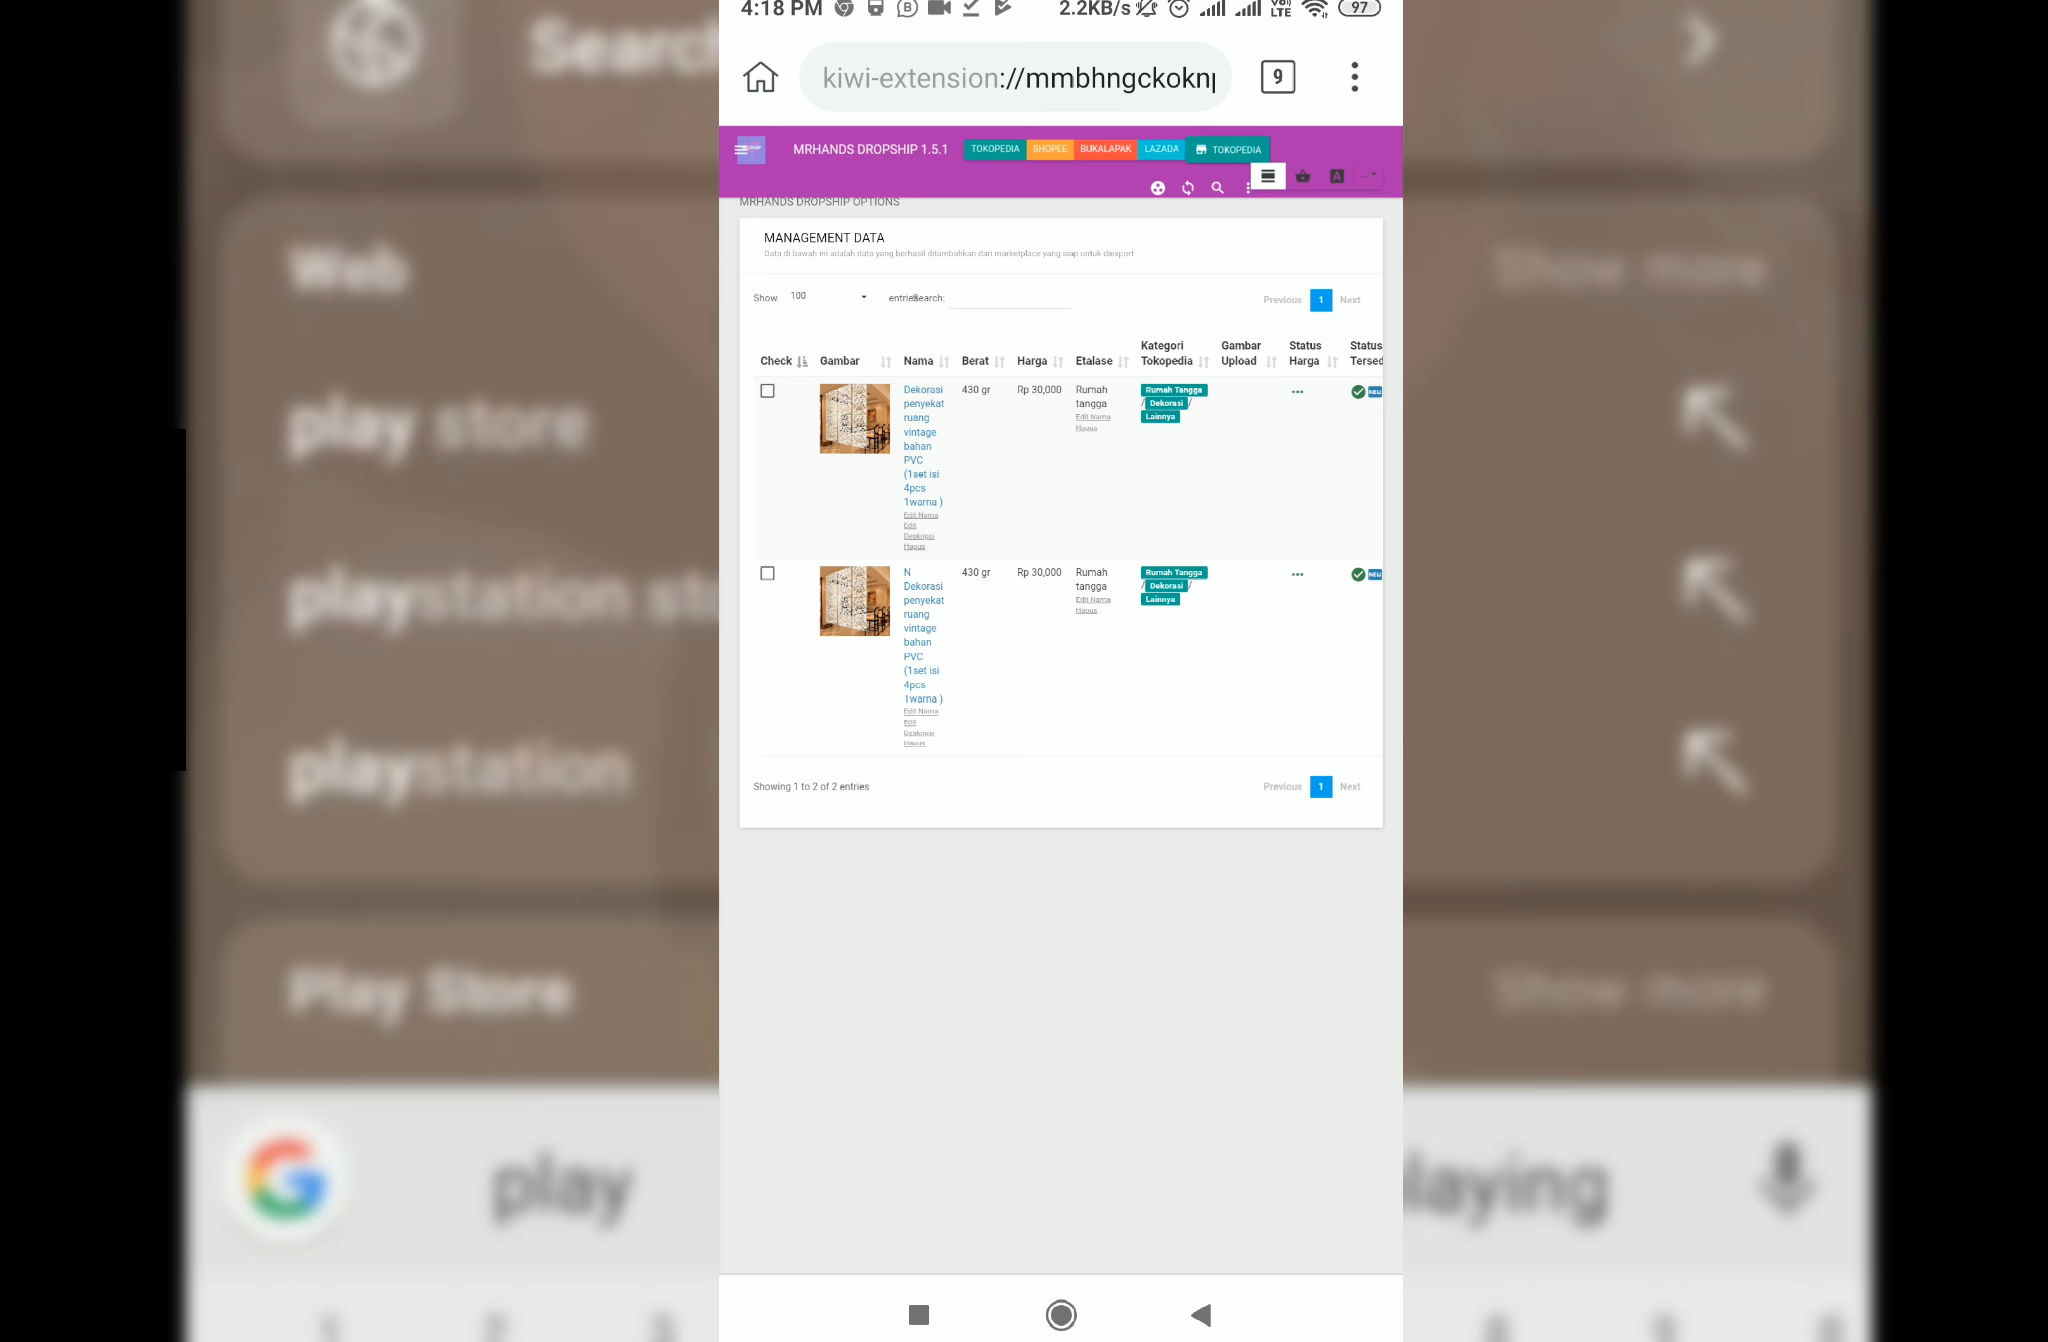 4:18 PM 2.2KB/s VoI LTE 97
kiwi-extension://mmbhngckokn
9
MRHANDS DROPSHIP 1.5.1
TOKOPEDIA SHOPEE BUKALAPAK LAZADA TOKOPEDIA
MRHANDS DROPSHIP OPTIONS
MANAGEMENT DATA
Data di bawah ini adalah data yang berhasil ditambahkan dari marketplace yang siap untuk diexport
Show 100 entries Search:
Previous 1 Next
Check Gambar Nama Berat Harga Etalase Kategori Tokopedia Gambar Upload Status Harga Status Tersed
Dekorasi
penyekat
ruang
vintage
bahan
PVC
(1set isi
4pcs
1warna )
Edit Nama
Edit
Deskripsi
Hapus
430 gr
Rp 30,000
Rumah
tangga
Edit Nama
Hapus
Rumah Tangga
/ Dekorasi /
Lainnya
N
Dekorasi
penyekat
ruang
vintage
bahan
PVC
(1set isi
4pcs
1warna )
Edit Nama
Edit
Deskripsi
Hapus
430 gr
Rp 30,000
Rumah
tangga
Edit Nama
Hapus
Rumah Tangga
/ Dekorasi /
Lainnya
Showing 1 to 2 of 2 entries
Previous 1 Next
Search
Web
Show more
play store
playstation sto
playstation
Play Store
Show more
play
laying